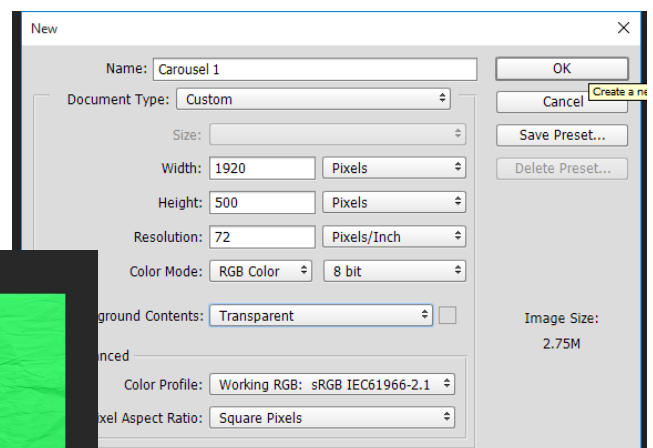 New
Name: Carousel 1
OK
Document Type: Custom
Cancel
Create a ne
Size:
Save Preset...
Width: 1920 Pixels
Delete Preset...
Height: 500 Pixels
Resolution: 72 Pixels/Inch
Color Mode: RGB Color 8 bit
ground Contents: Transparent
Image Size:
2.75M
nced
Color Profile: Working RGB: sRGB IEC61966-2.1
xel Aspect Ratio: Square Pixels